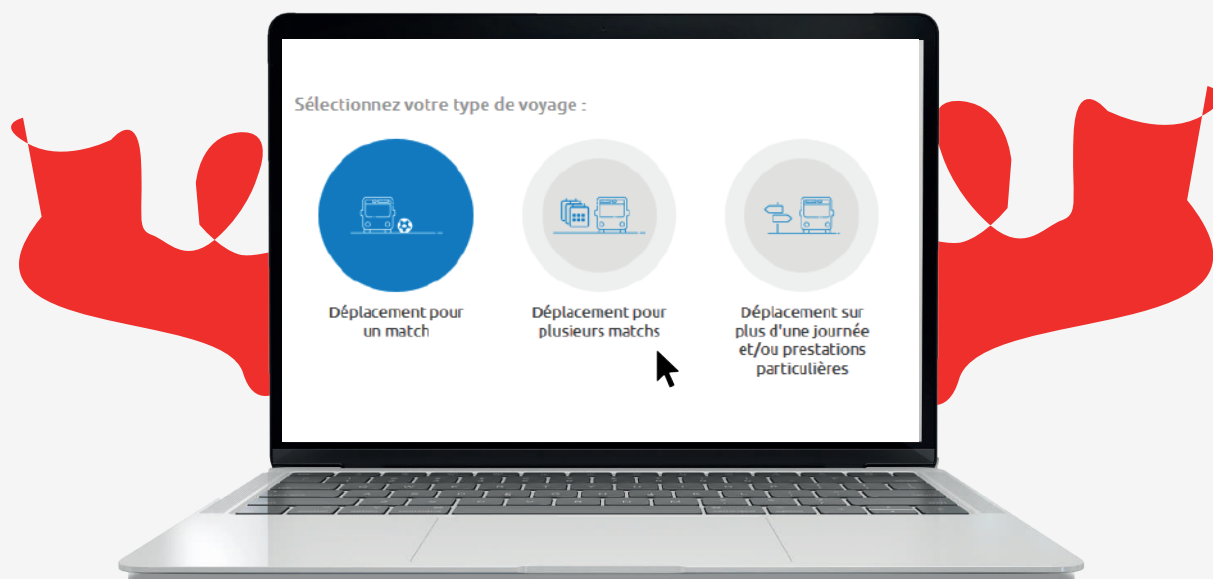 Sélectionnez votre type de voyage :
Déplacement pour
un match
Déplacement pour
plusieurs matchs
Déplacement sur
plus d'une journée
et/ou prestations
particulières